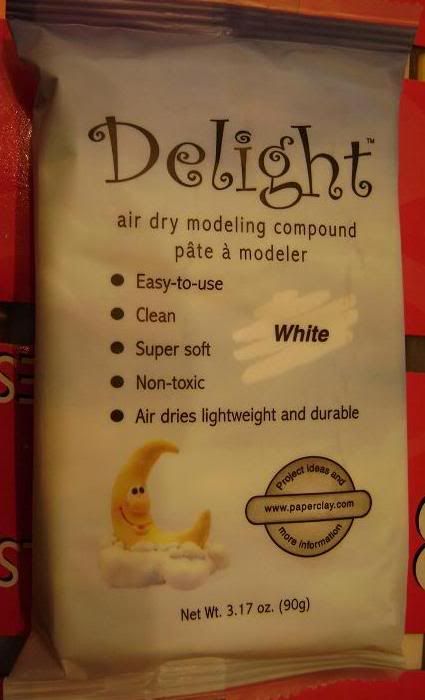 Delight™
air dry modeling compound
pâte à modeler
● Easy-to-use
● Clean
● Super soft
● Non-toxic
● Air dries lightweight and durable
White
Project ideas and
www.paperclay.com
more information
Net Wt. 3.17 oz. (90g)